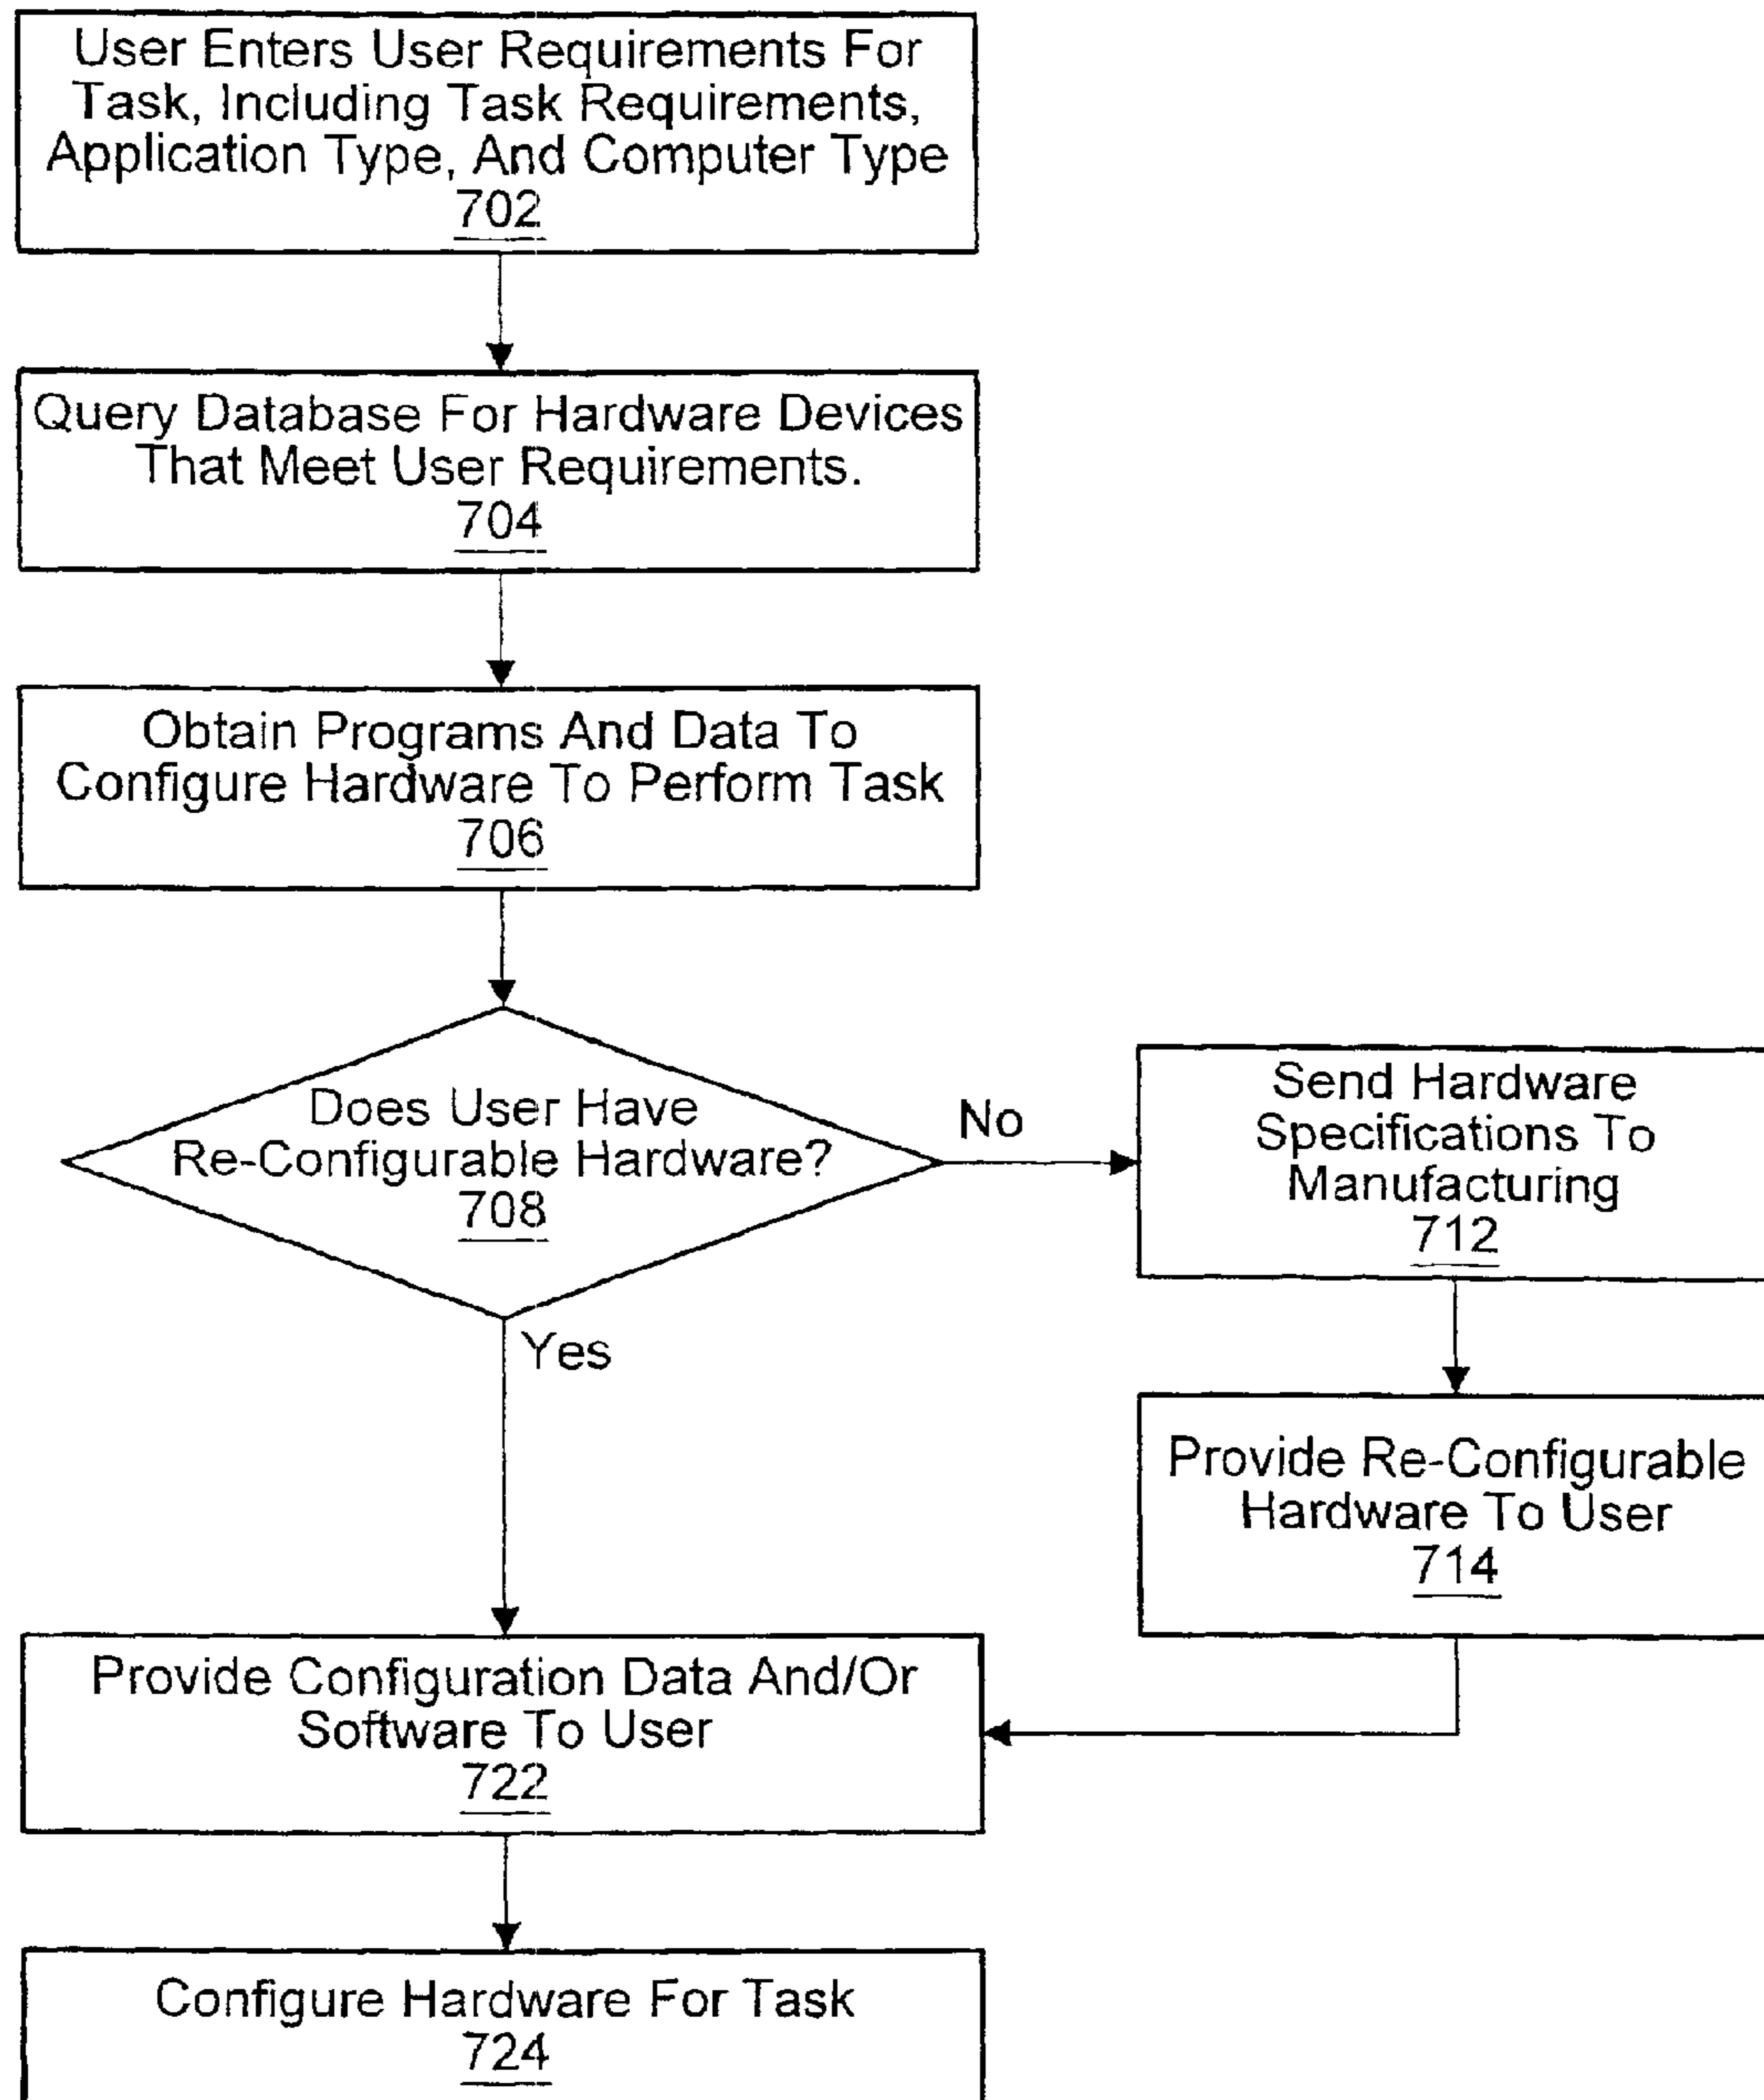 User Enters User Requirements For
Task, Including Task Requirements,
Application Type, And Computer Type
702
Query Database For Hardware Devices
That Meet User Requirements.
704
Obtain Programs And Data To
Configure Hardware To Perform Task
706
Does User Have
Re-Configurable Hardware?
708
No
Send Hardware
Specifications To
Manufacturing
712
Yes
Provide Re-Configurable
Hardware To User
714
Provide Configuration Data And/Or
Software To User
722
Configure Hardware For Task
724